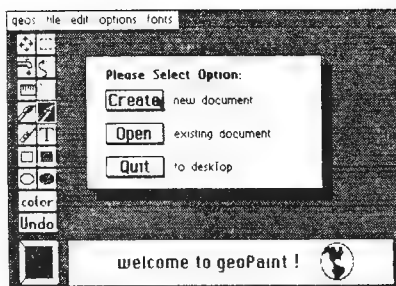 geos file edit options fonts
Please Select Option:
Create new document
Open existing document
Quit to deskTop
T
color
Undo
welcome to geoPaint !